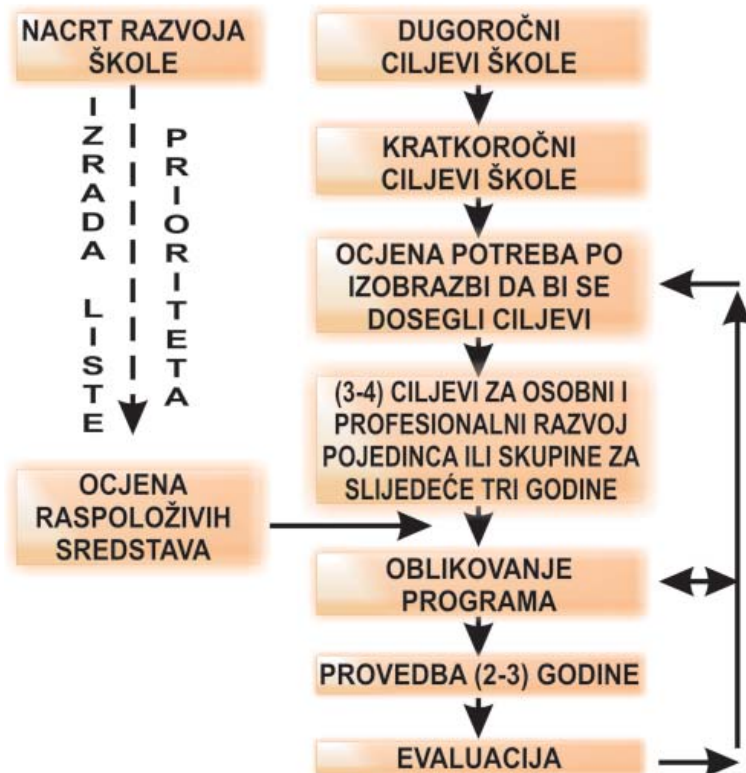 NACRT RAZVOJA
ŠKOLE
IZRADA LISTE
PRIORITETA
OCJENA
RASPOLOŽIVIH
SREDSTAVA
DUGOROČNI
CILJEVI ŠKOLE
KRATKOROČNI
CILJEVI ŠKOLE
OCJENA POTREBA PO
IZOBRAZBI DA BI SE
DOSEGLI CILJEVI
(3-4) CILJEVI ZA OSOBNI I
PROFESIONALNI RAZVOJ
POJEDINCA ILI SKUPINE ZA
SLIJEDEĆE TRI GODINE
OBLIKOVANJE
PROGRAMA
PROVEDBA (2-3) GODINE
EVALUACIJA